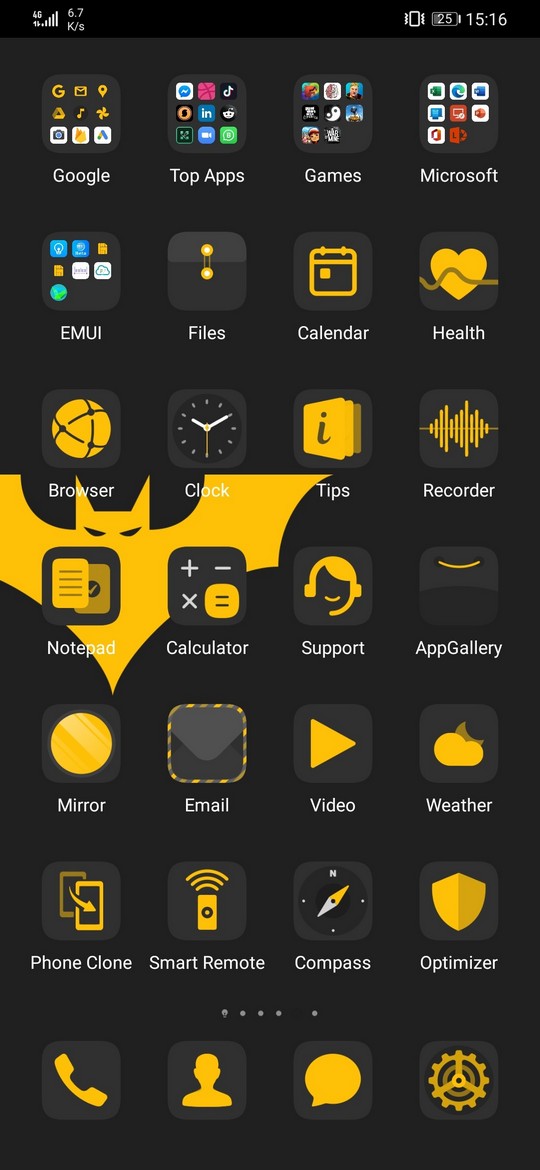 4G 6.7 25 15:16
K/s
Google Top Apps Games Microsoft
EMUI Files Calendar Health
Browser Clock Tips Recorder
Notepad Calculator Support AppGallery
Mirror Email Video Weather
N
Phone Clone Smart Remote Compass Optimizer